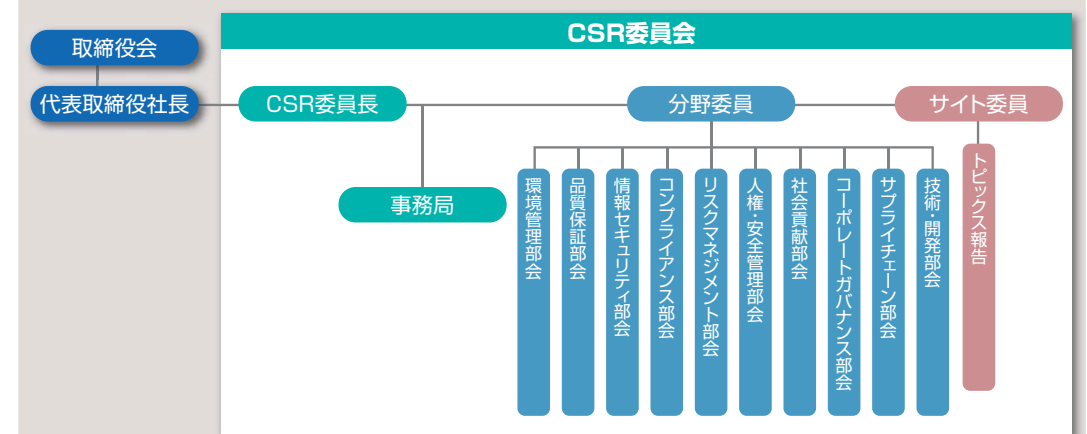 CSR委員会
取締役会
代表取締役社長
CSR委員長
分野委員
サイト委員
事務局
環境管理部会
品質保証部会
情報セキュリティ部会
コンプライアンス部会
リスクマネジメント部会
人権・安全管理部会
社会貢献部会
コーポレートガバナンス部会
サプライチェーン部会
技術・開発部会
トピックス報告